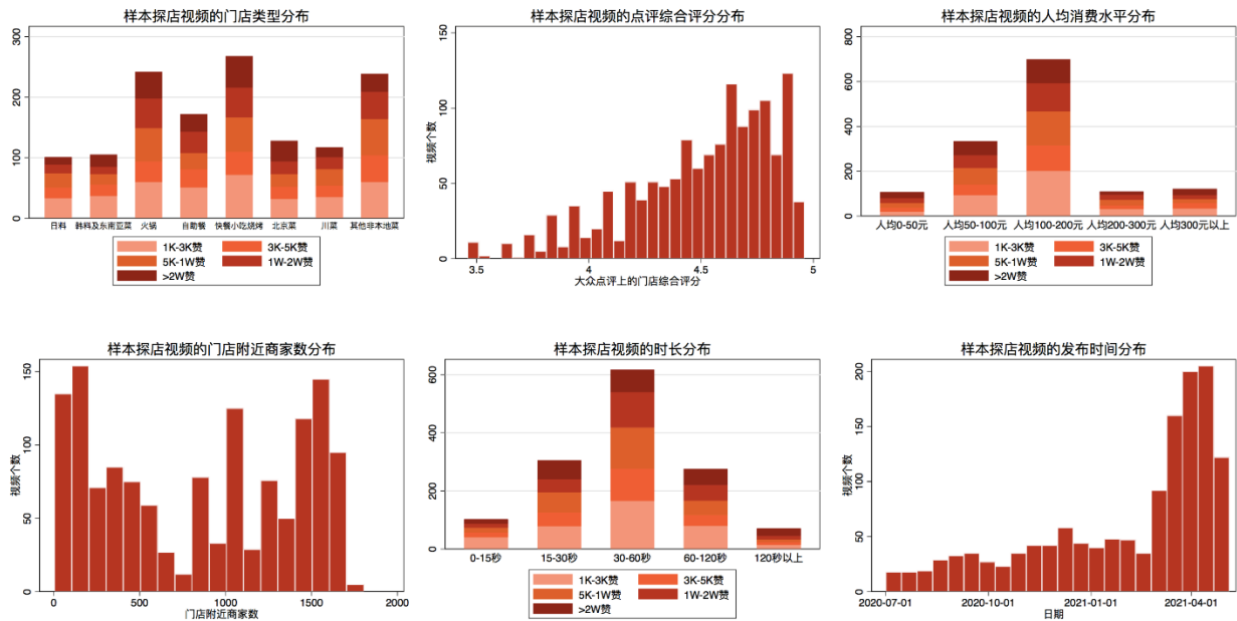 样本探店视频的门店类型分布
300
200
100
0
日料 韩料及东南亚菜 火锅 自助餐 快餐小吃烧烤 北京菜 川菜 其他非本地菜
1K-3K赞 3K-5K赞
5K-1W赞 1W-2W赞
>2W赞
样本探店视频的点评综合评分分布
视频个数
150
100
50
0
3.5 4 4.5 5
大众点评上的门店综合评分
样本探店视频的人均消费水平分布
800
600
400
200
0
人均0-50元 人均50-100元 人均100-200元 人均200-300元 人均300元以上
1K-3K赞 3K-5K赞
5K-1W赞 1W-2W赞
>2W赞
样本探店视频的门店附近商家数分布
视频个数
150
100
50
0
0 500 1000 1500 2000
门店附近商家数
样本探店视频的时长分布
600
400
200
0
0-15秒 15-30秒 30-60秒 60-120秒 120秒以上
1K-3K赞 3K-5K赞
5K-1W赞 1W-2W赞
>2W赞
样本探店视频的发布时间分布
视频个数
200
150
100
50
0
2020-07-01 2020-10-01 2021-01-01 2021-04-01
日期